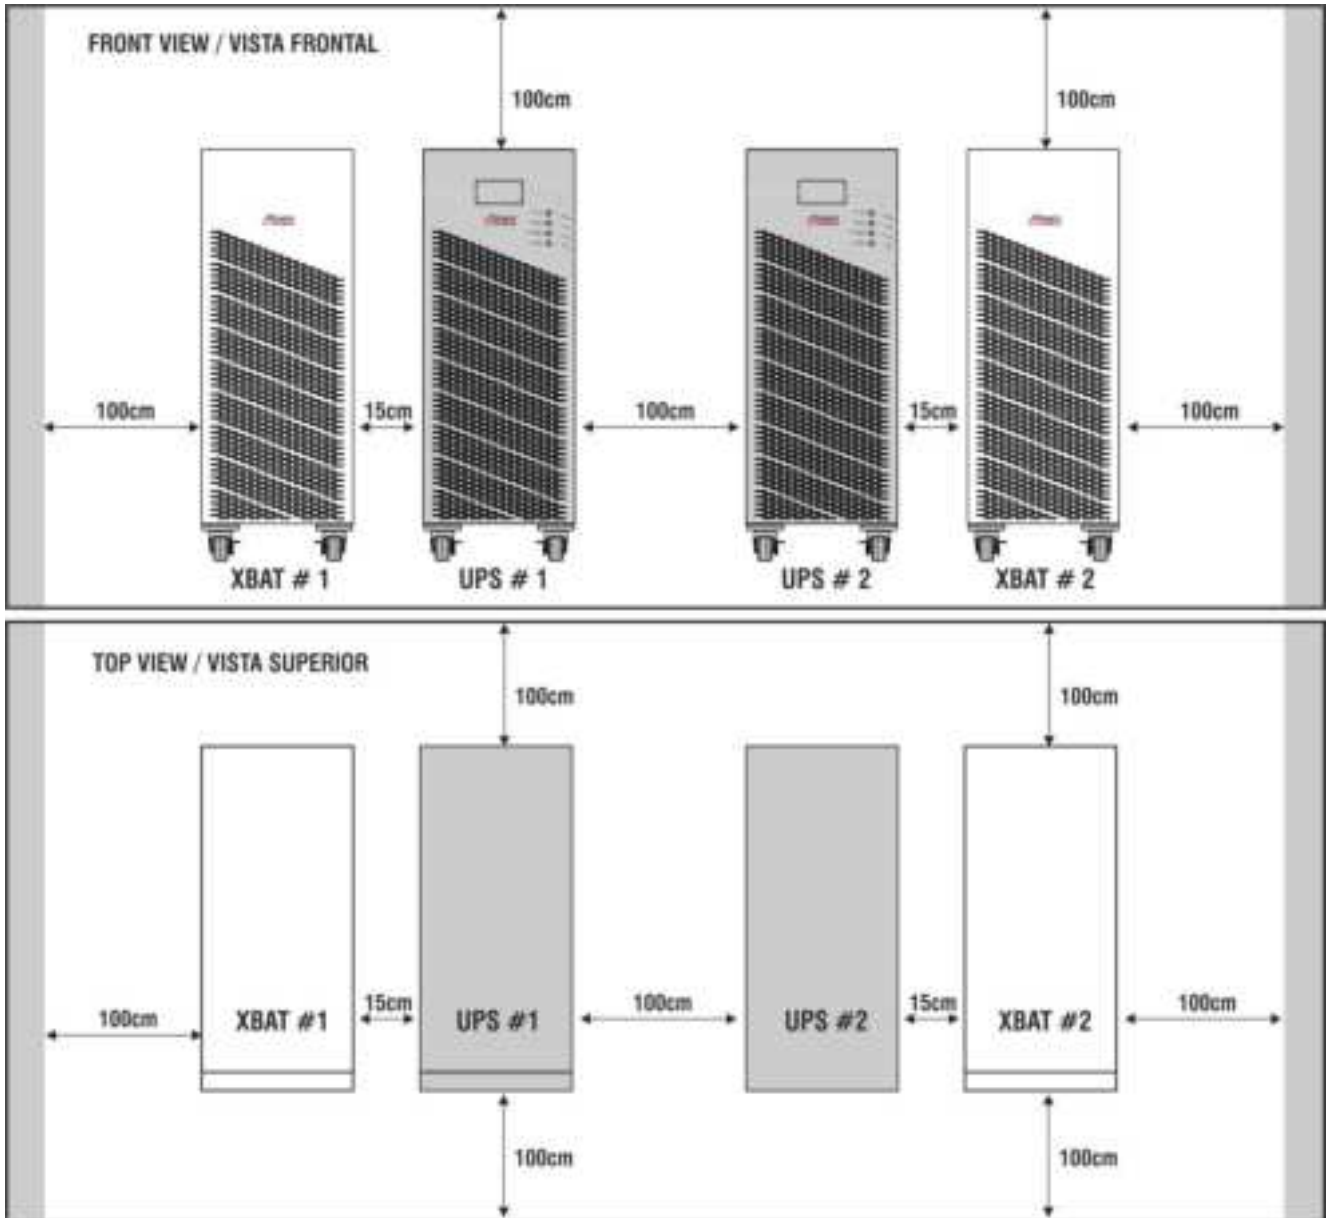 FRONT VIEW / VISTA FRONTAL
100cm
100cm
100cm
15cm
100cm
15cm
100cm
XBAT # 1
UPS # 1
UPS # 2
XBAT # 2
TOP VIEW / VISTA SUPERIOR
100cm
100cm
100cm
XBAT #1
15cm
UPS #1
100cm
UPS #2
15cm
XBAT #2
100cm
100cm
100cm